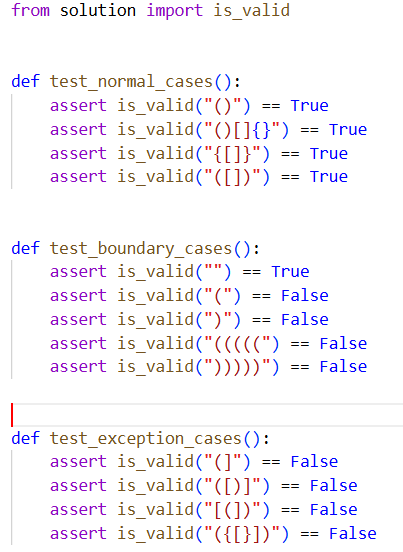 from solution import is_valid
def test_normal_cases():
    assert is_valid("()") == True
    assert is_valid("()[]{}") == True
    assert is_valid("{[]}") == True
    assert is_valid("([])") == True
def test_boundary_cases():
    assert is_valid("") == True
    assert is_valid("(") == False
    assert is_valid(")") == False
    assert is_valid("(((((") == False
    assert is_valid(")))))") == False
def test_exception_cases():
    assert is_valid("(]") == False
    assert is_valid("([)]") == False
    assert is_valid("[(])") == False
    assert is_valid("({[}])") == False